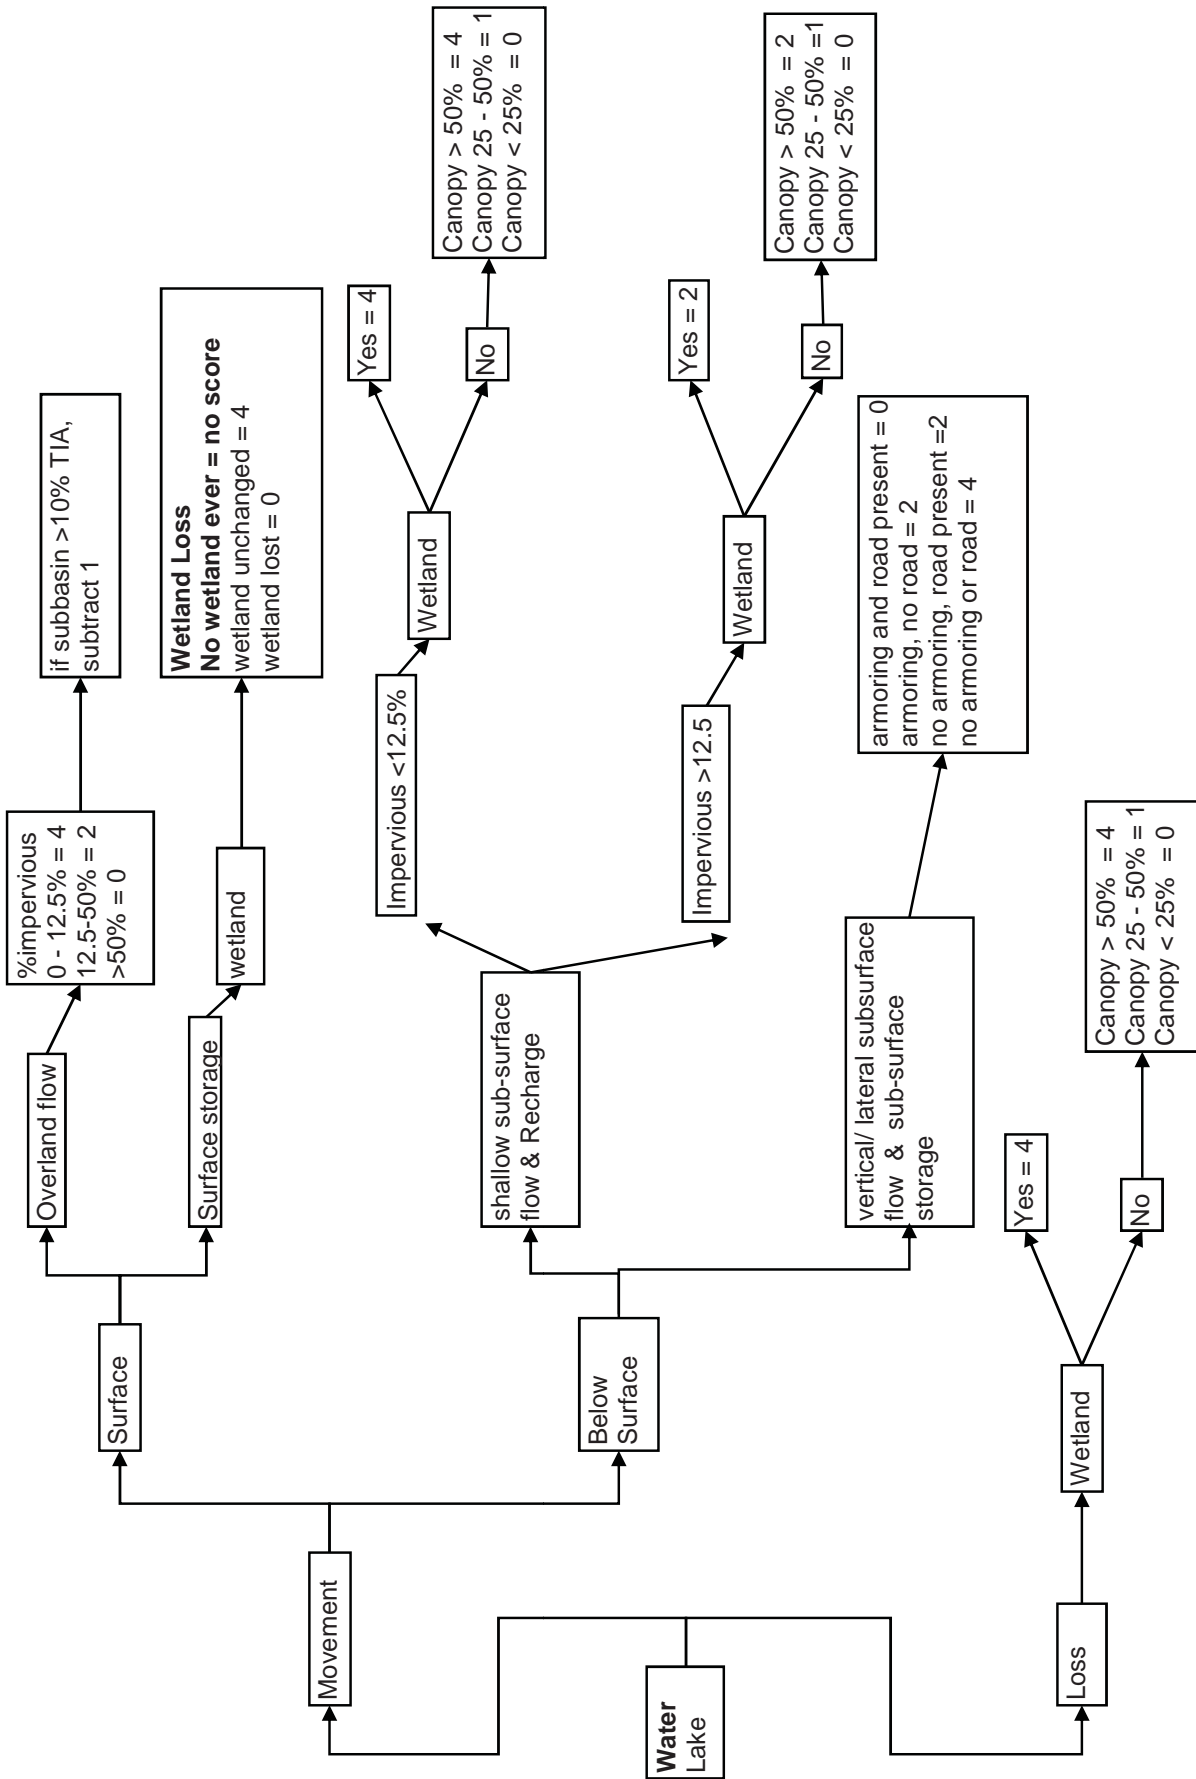 Water
Lake
Movement
Loss
Surface
Below
Surface
Wetland
Overland flow
Surface storage
shallow sub-surface
flow & Recharge
vertical/ lateral subsurface
flow & sub-surface
storage
Yes = 4
No
%impervious
0 - 12.5% = 4
12.5-50% = 2
>50% = 0
wetland
Impervious <12.5%
Impervious >12.5
Canopy > 50% = 4
Canopy 25 - 50% = 1
Canopy < 25% = 0
if subbasin >10% TIA,
subtract 1
Wetland Loss
No wetland ever = no score
wetland unchanged = 4
wetland lost = 0
Wetland
Wetland
armoring and road present = 0
armoring, no road = 2
no armoring, road present =2
no armoring or road = 4
Yes = 4
No
Yes = 2
No
Canopy > 50% = 4
Canopy 25 - 50% = 1
Canopy < 25% = 0
Canopy > 50% = 2
Canopy 25 - 50% =1
Canopy < 25% = 0